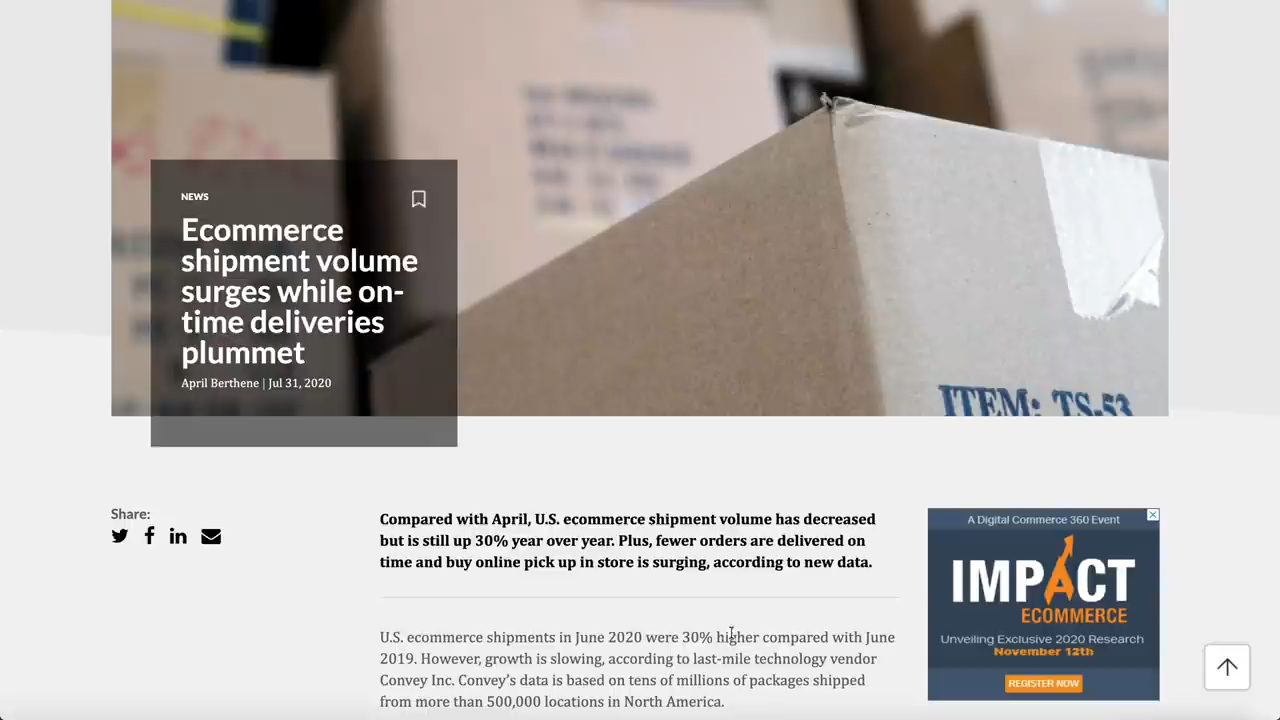 NEWS
Ecommerce
shipment volume
surges while on-
time deliveries
plummet
April Berthene | Jul 31, 2020
ITEM: TS-53
Share:
Compared with April, U.S. ecommerce shipment volume has decreased
but is still up 30% year over year. Plus, fewer orders are delivered on
time and buy online pick up in store is surging, according to new data.
U.S. ecommerce shipments in June 2020 were 30% higher compared with June
2019. However, growth is slowing, according to last-mile technology vendor
Convey Inc. Convey's data is based on tens of millions of packages shipped
from more than 500,000 locations in North America.
A Digital Commerce 360 Event
IMPACT
ECOMMERCE
Unveiling Exclusive 2020 Research
November 12th
REGISTER NOW